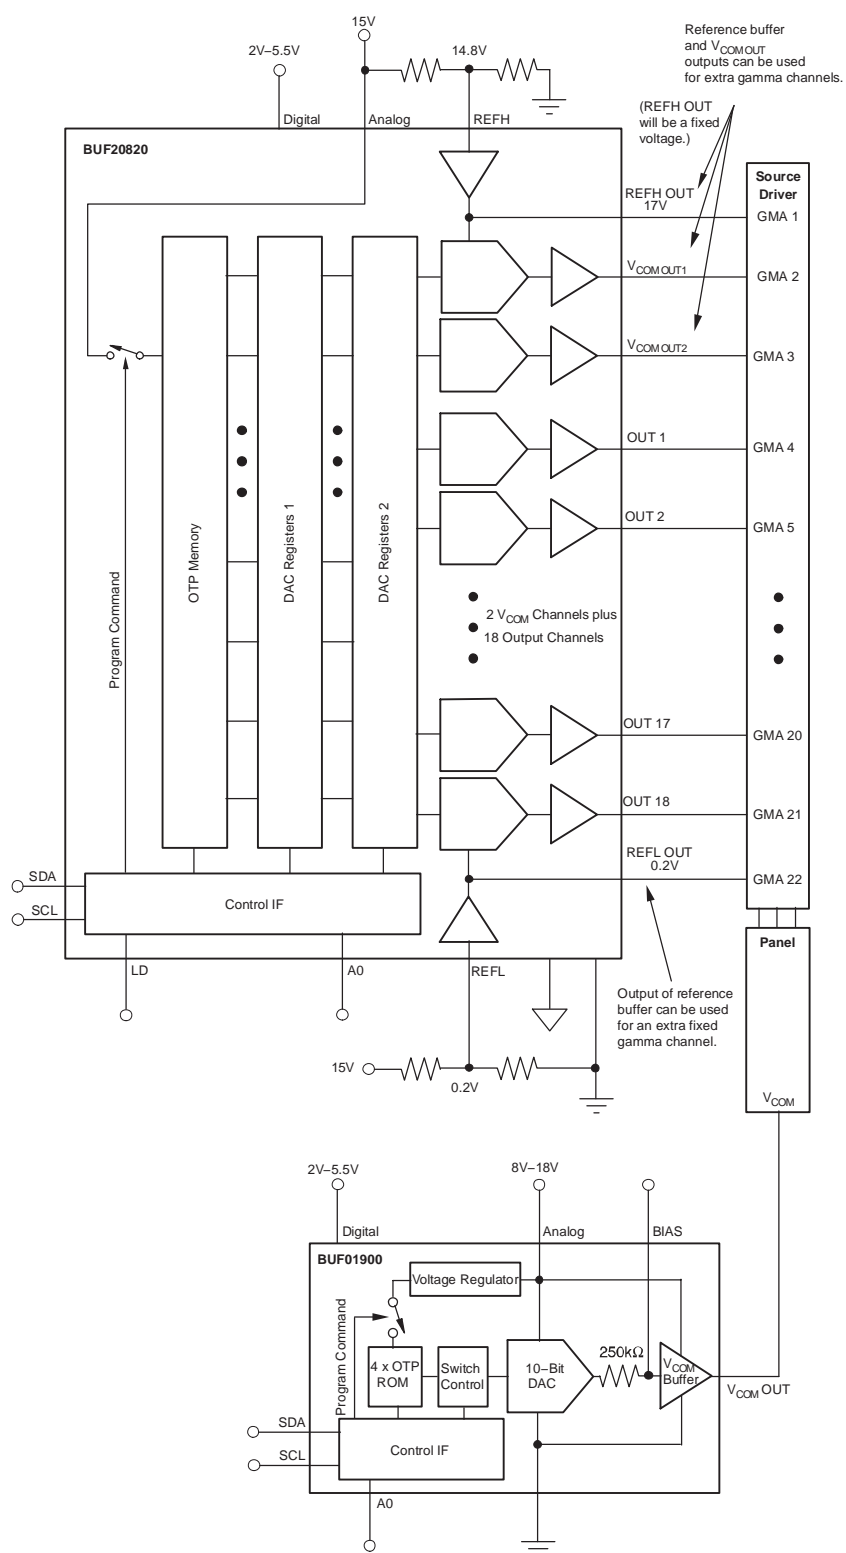 15V
2V–5.5V
14.8V
Reference buffer
and VCOMOUT
outputs can be used
for extra gamma channels.
(REFH OUT
will be a fixed
voltage.)
Digital
Analog
REFH
BUF20820
Source
Driver
REFH OUT
17V
GMA 1
VCOMOUT1
GMA 2
VCOMOUT2
GMA 3
OUT 1
GMA 4
OUT 2
GMA 5
Program Command
OTP Memory
DAC Registers 1
DAC Registers 2
2 VCOM Channels plus
18 Output Channels
OUT 17
GMA 20
OUT 18
GMA 21
REFL OUT
0.2V
GMA 22
SDA
SCL
Control IF
LD
A0
REFL
Panel
Output of reference
buffer can be used
for an extra fixed
gamma channel.
15V
0.2V
VCOM
2V–5.5V
8V–18V
Digital
Analog
BIAS
BUF01900
Voltage Regulator
Program Command
4 x OTP
ROM
Switch
Control
10–Bit
DAC
250kΩ
VCOM
Buffer
VCOM OUT
SDA
SCL
Control IF
A0